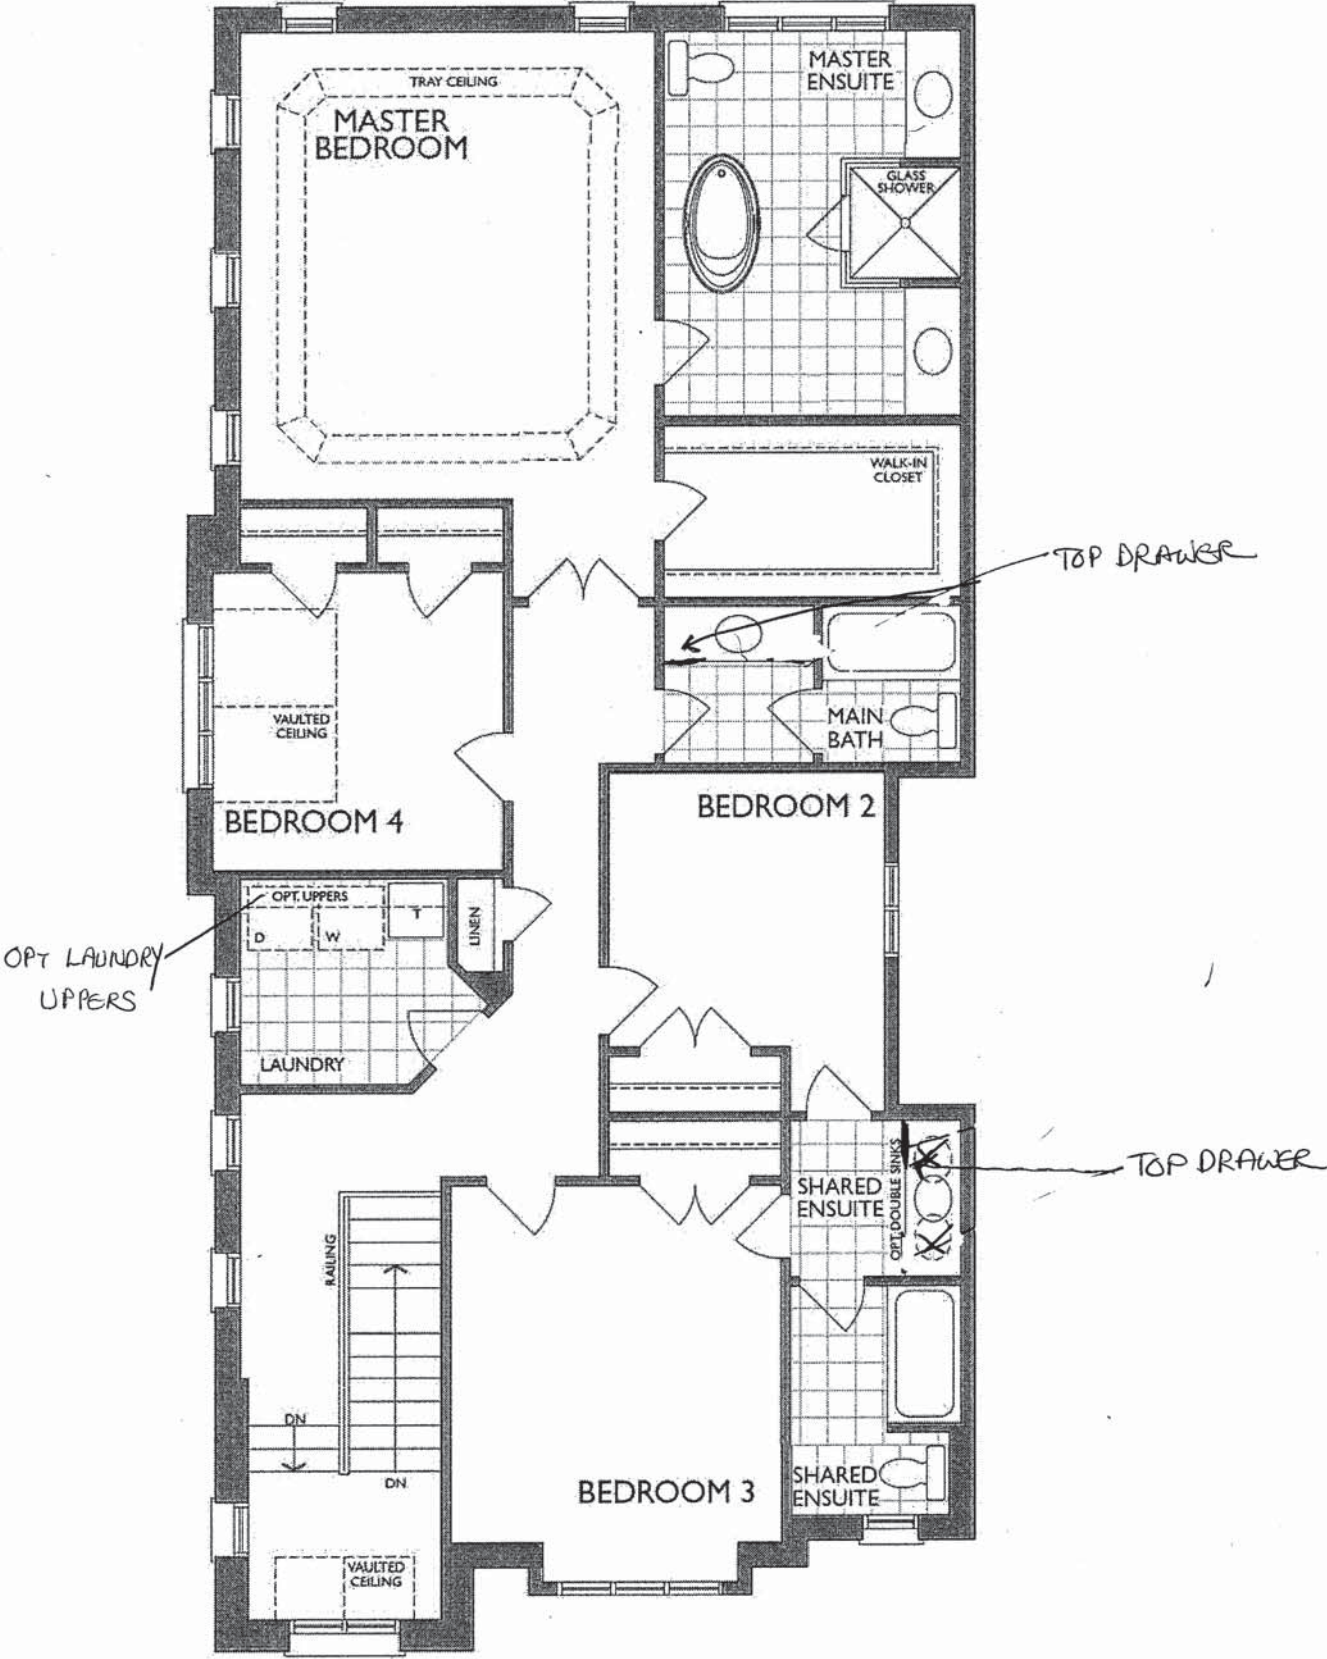 TRAY CEILING
MASTER
BEDROOM
MASTER
ENSUITE
GLASS
SHOWER
WALK-IN
CLOSET
TOP DRAWER
VAULTED
CEILING
MAIN
BATH
BEDROOM 4
BEDROOM 2
OPT. UPPERS
D
W
T
LINEN
OPT LAUNDRY
UPPERS
LAUNDRY
SHARED
ENSUITE
OPT. DOUBLE SINKS
TOP DRAWER
RAILING
DN
DN
BEDROOM 3
SHARED
ENSUITE
VAULTED
CEILING